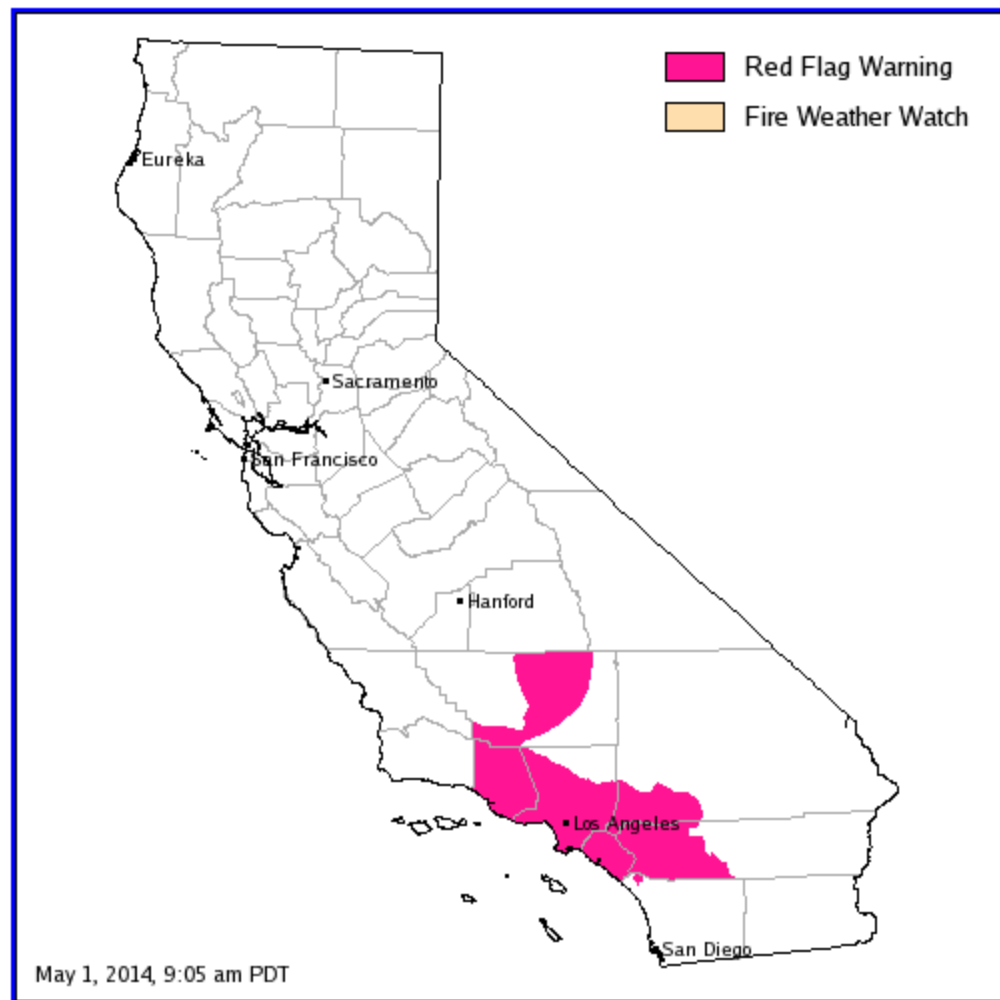 Red Flag Warning
Fire Weather Watch
Eureka
Sacramento
San Francisco
Hanford
Los Angeles
San Diego
May 1, 2014, 9:05 am PDT